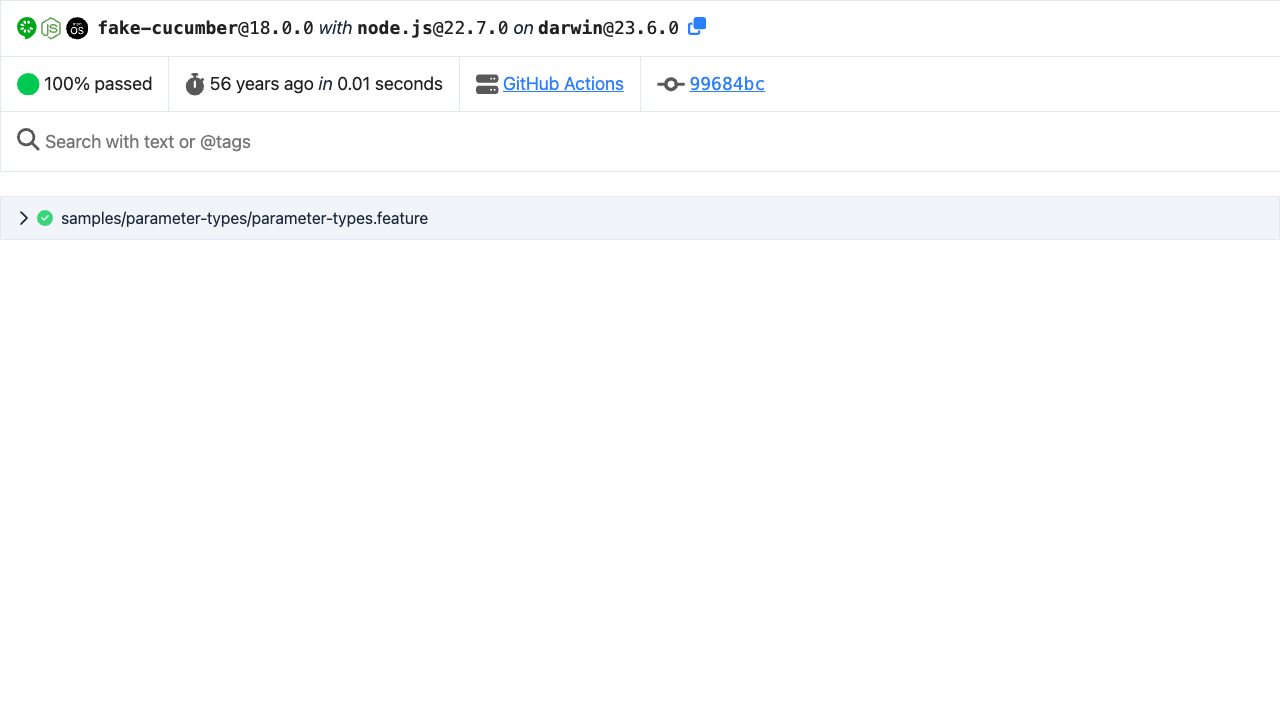 fake-cucumber@18.0.0 with node.js@22.7.0 on darwin@23.6.0
100% passed 56 years ago in 0.01 seconds GitHub Actions 99684bc
Search with text or @tags
samples/parameter-types/parameter-types.feature